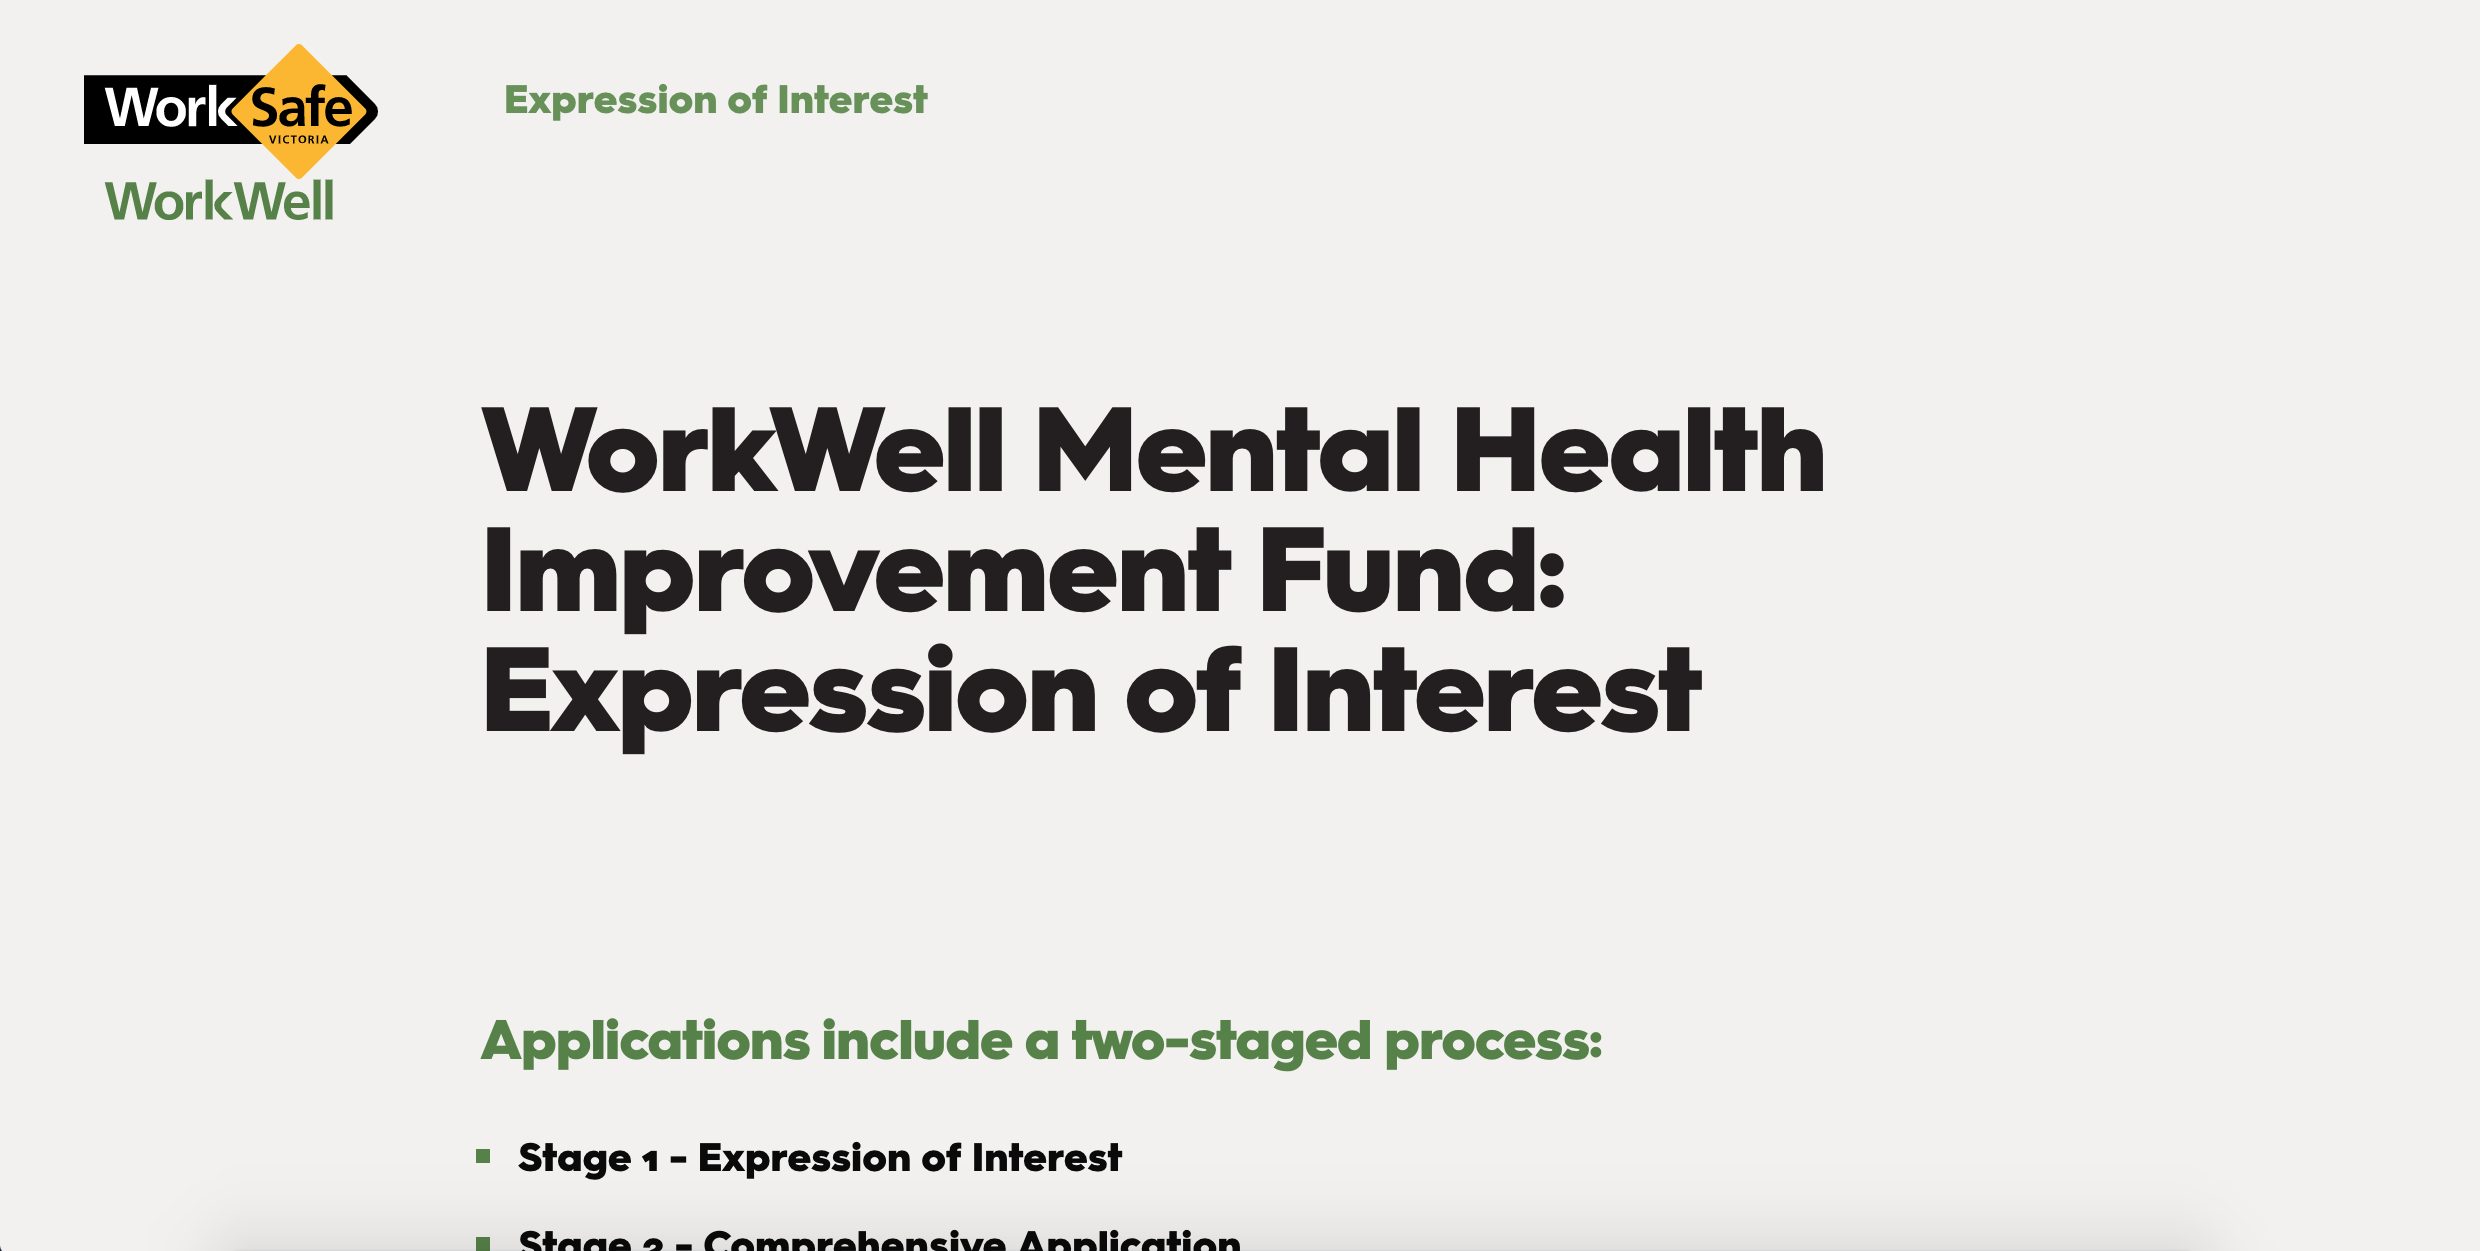 WorkSafe
VICTORIA
WorkWell
Expression of Interest
WorkWell Mental Health
Improvement Fund:
Expression of Interest
Applications include a two-staged process:
Stage 1 - Expression of Interest
Stage 2 - Comprehensive Application